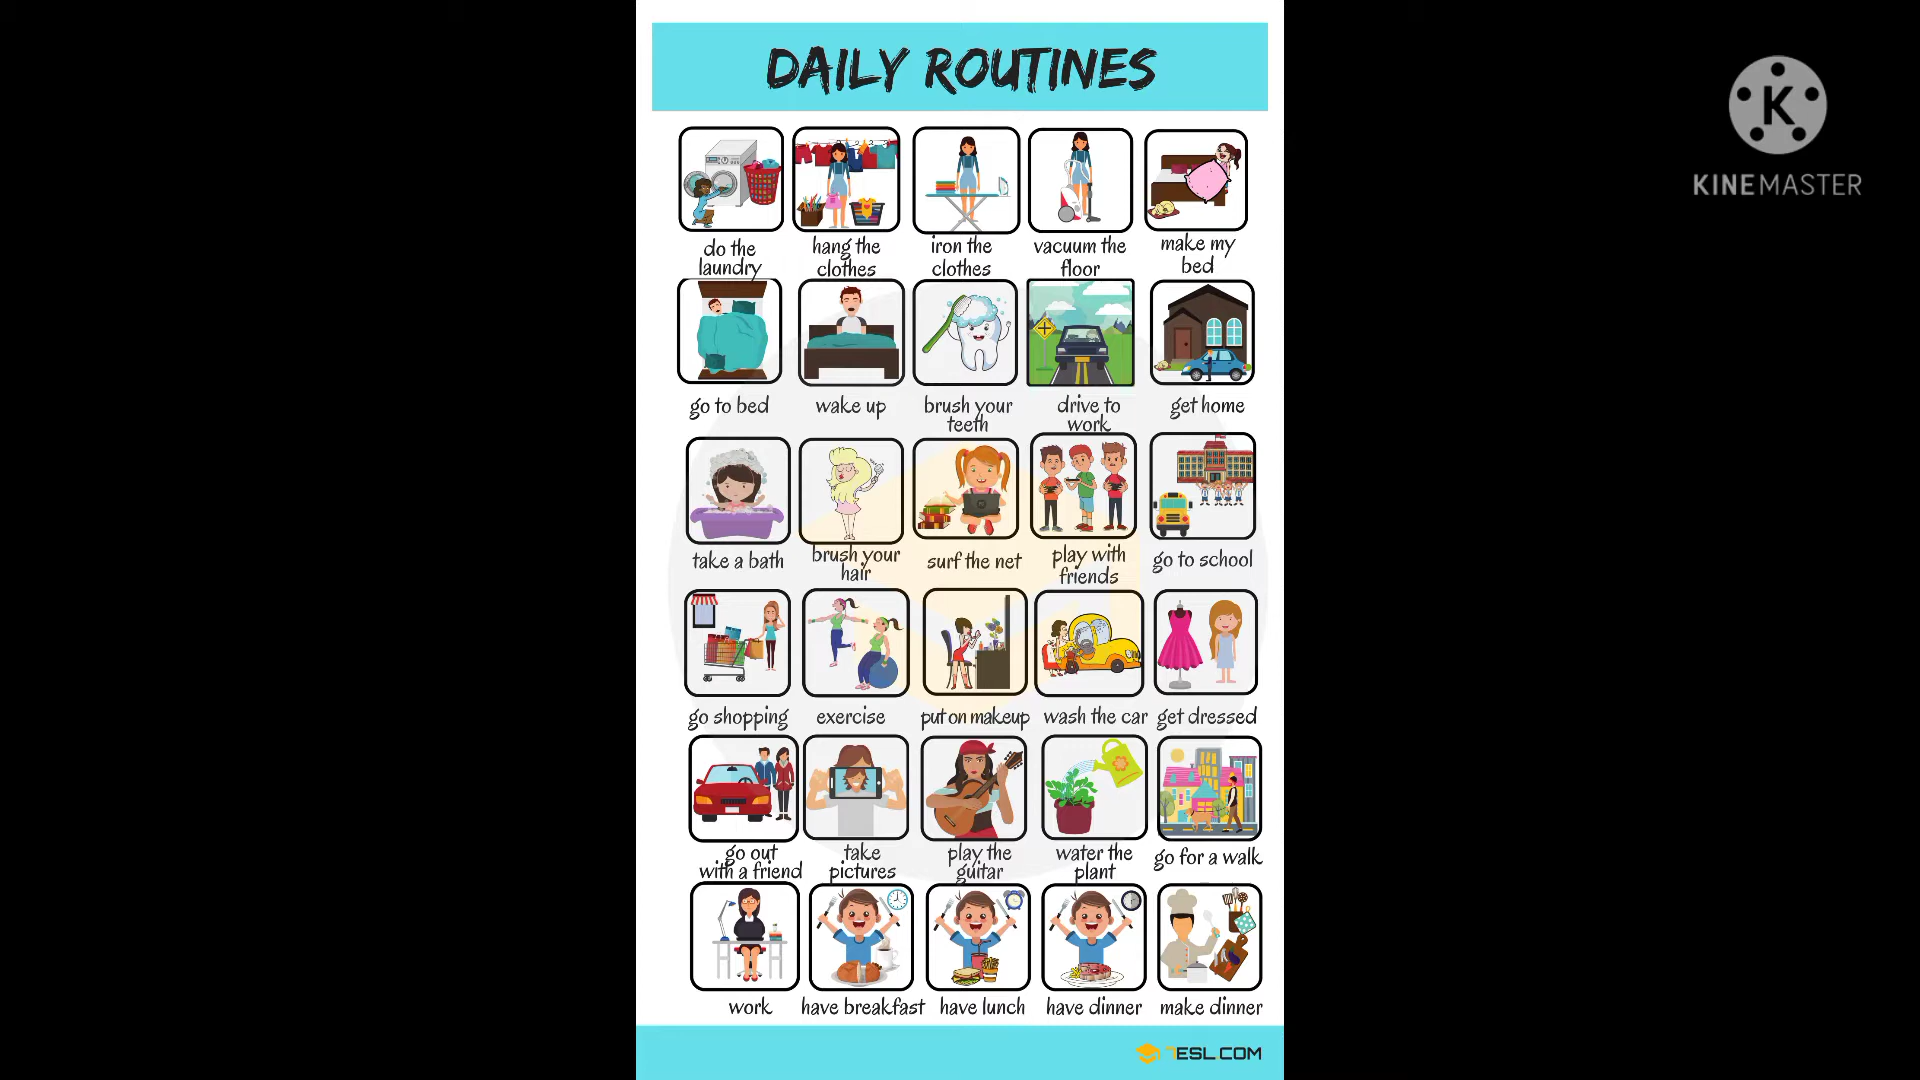 DAILY ROUTINES
K
KINEMASTER
do the
laundry
hang the
clothes
iron the
clothes
vacuum the
floor
make my
bed
go to bed
wake up
brush your
teeth
drive to
work
get home
take a bath
brush your
hair
surf the net
play with
friends
go to school
go shopping
exercise
put on makeup
wash the car
get dressed
go out
with a friend
take
pictures
play the
guitar
water the
plant
go for a walk
work
have breakfast
have lunch
have dinner
make dinner
7ESL.COM